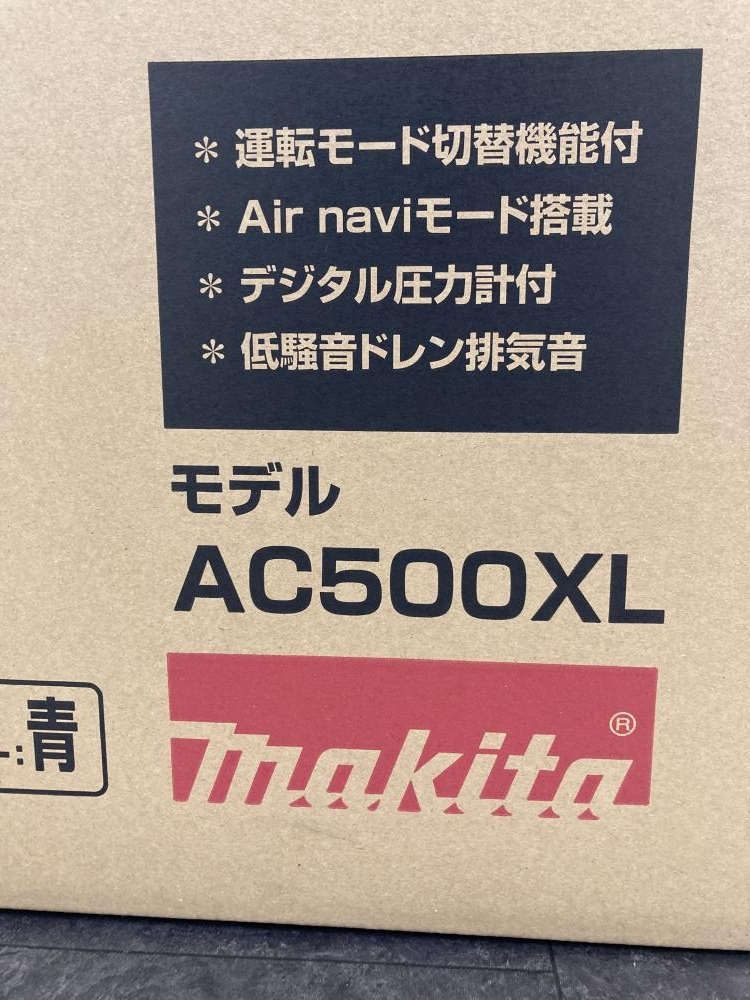 * 運転モード切替機能付
* Air naviモード搭載
* デジタル圧力計付
* 低騒音ドレン排気音
モデル
AC500XL
:青
makita®